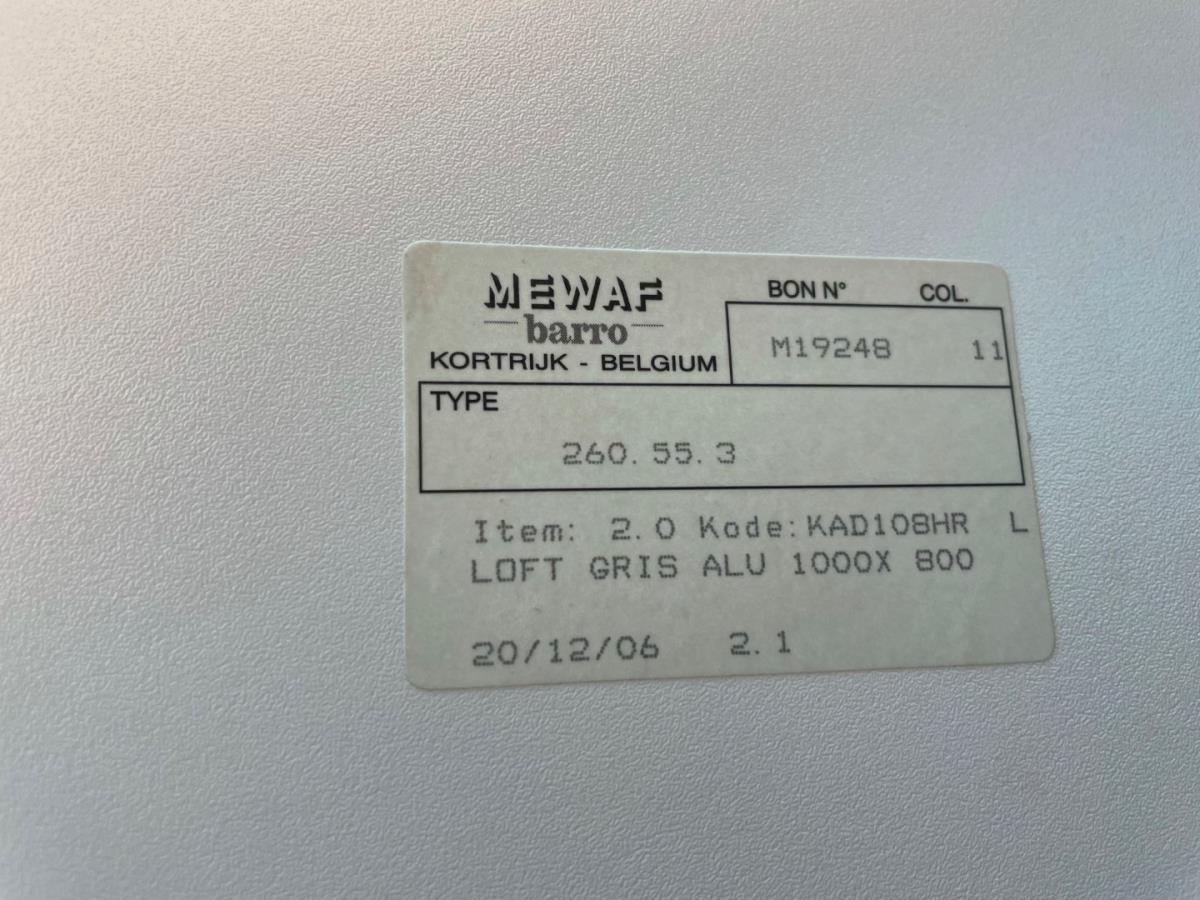 MEWAF
barro
KORTRIJK - BELGIUM
BON N° COL.
M19248 11
TYPE
260.55.3
Item: 2.0 Kode:KAD108HR L
LOFT GRIS ALU 1000X 800
20/12/06 2.1